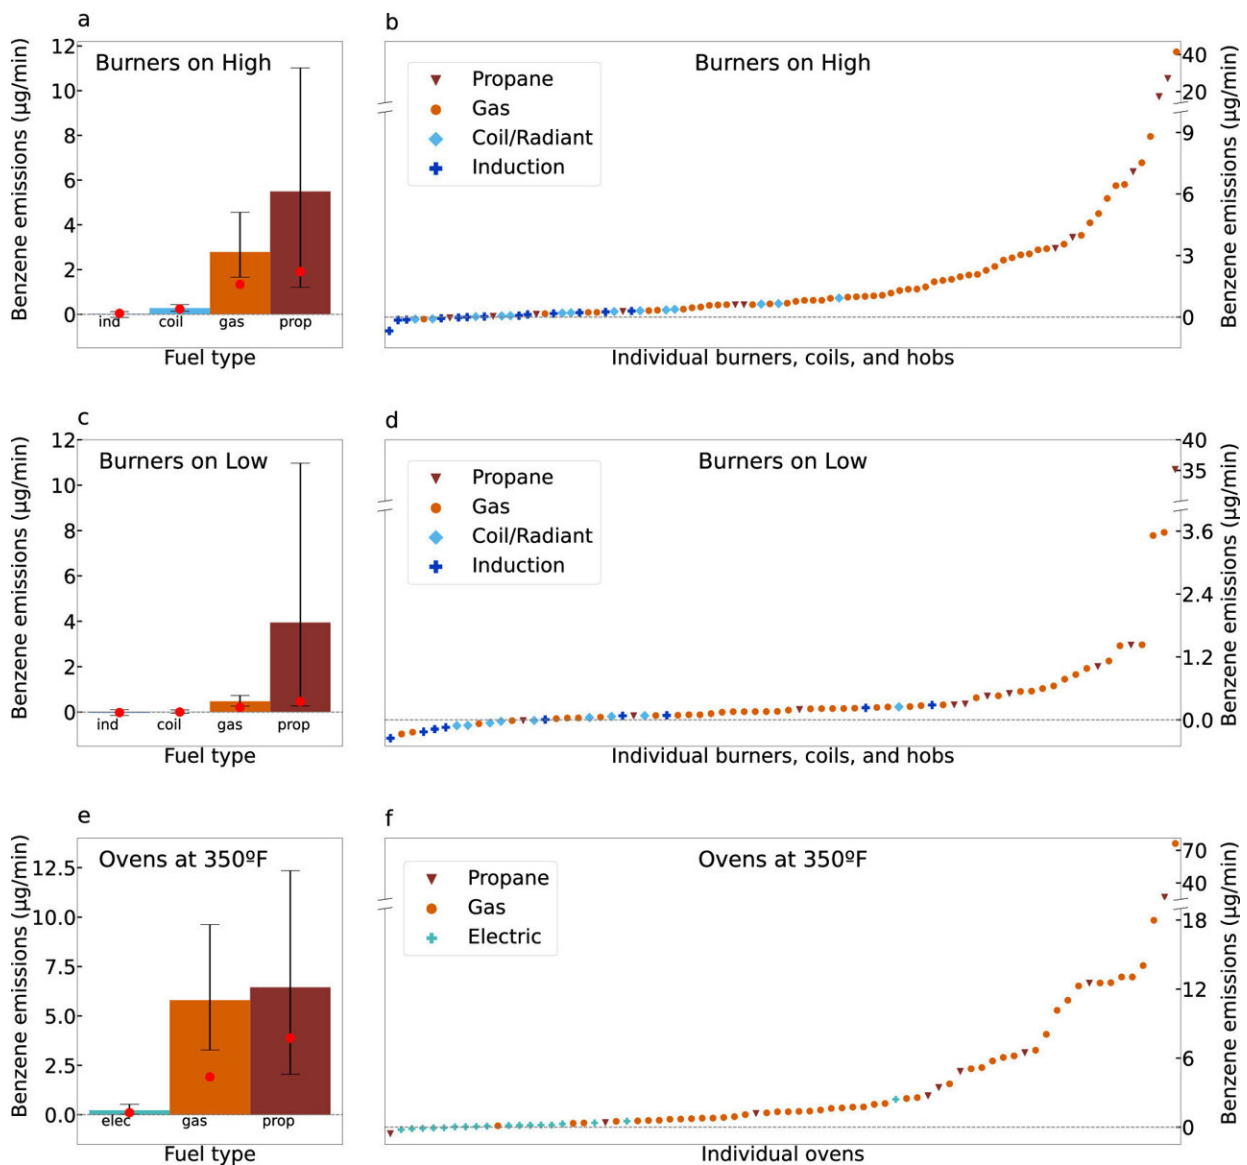 a
Burners on High
Benzene emissions (µg/min)
12
10
8
6
4
2
0
ind coil gas prop
Fuel type
b
Burners on High
Propane
Gas
Coil/Radiant
Induction
40
20
9
6
3
0
Benzene emissions (µg/min)
Individual burners, coils, and hobs
c
Burners on Low
Benzene emissions (µg/min)
12
10
8
6
4
2
0
ind coil gas prop
Fuel type
d
Burners on Low
Propane
Gas
Coil/Radiant
Induction
40
35
3.6
2.4
1.2
0.0
Benzene emissions (µg/min)
Individual burners, coils, and hobs
e
Ovens at 350ºF
Benzene emissions (µg/min)
12.5
10.0
7.5
5.0
2.5
0.0
elec gas prop
Fuel type
f
Ovens at 350ºF
Propane
Gas
Electric
70
40
18
12
6
0
Benzene emissions (µg/min)
Individual ovens